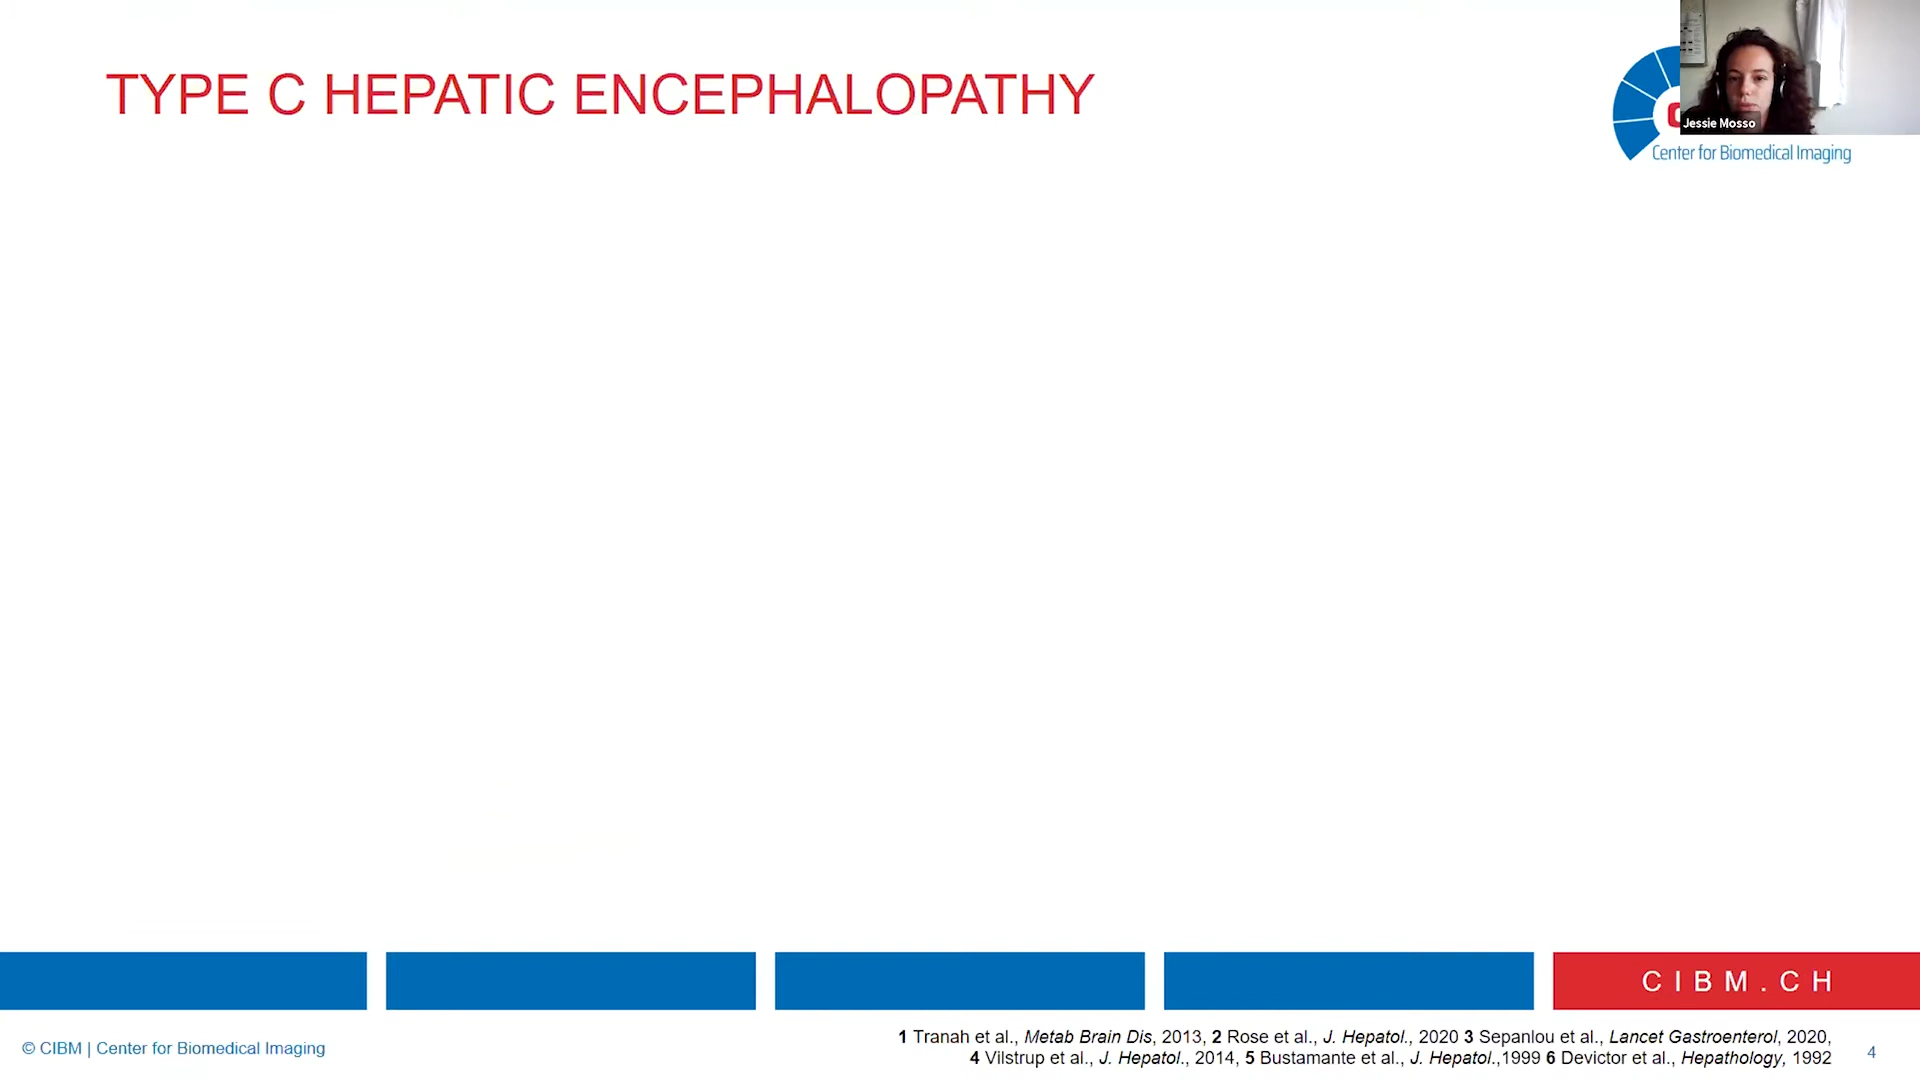 TYPE C HEPATIC ENCEPHALOPATHY
Jessie Mosso
Center for Biomedical Imaging
CIBM.CH
© CIBM | Center for Biomedical Imaging
1 Tranah et al., Metab Brain Dis, 2013, 2 Rose et al., J. Hepatol., 2020 3 Sepanlou et al., Lancet Gastroenterol, 2020,
4 Vilstrup et al., J. Hepatol., 2014, 5 Bustamante et al., J. Hepatol.,1999 6 Devictor et al., Hepathology, 1992
4